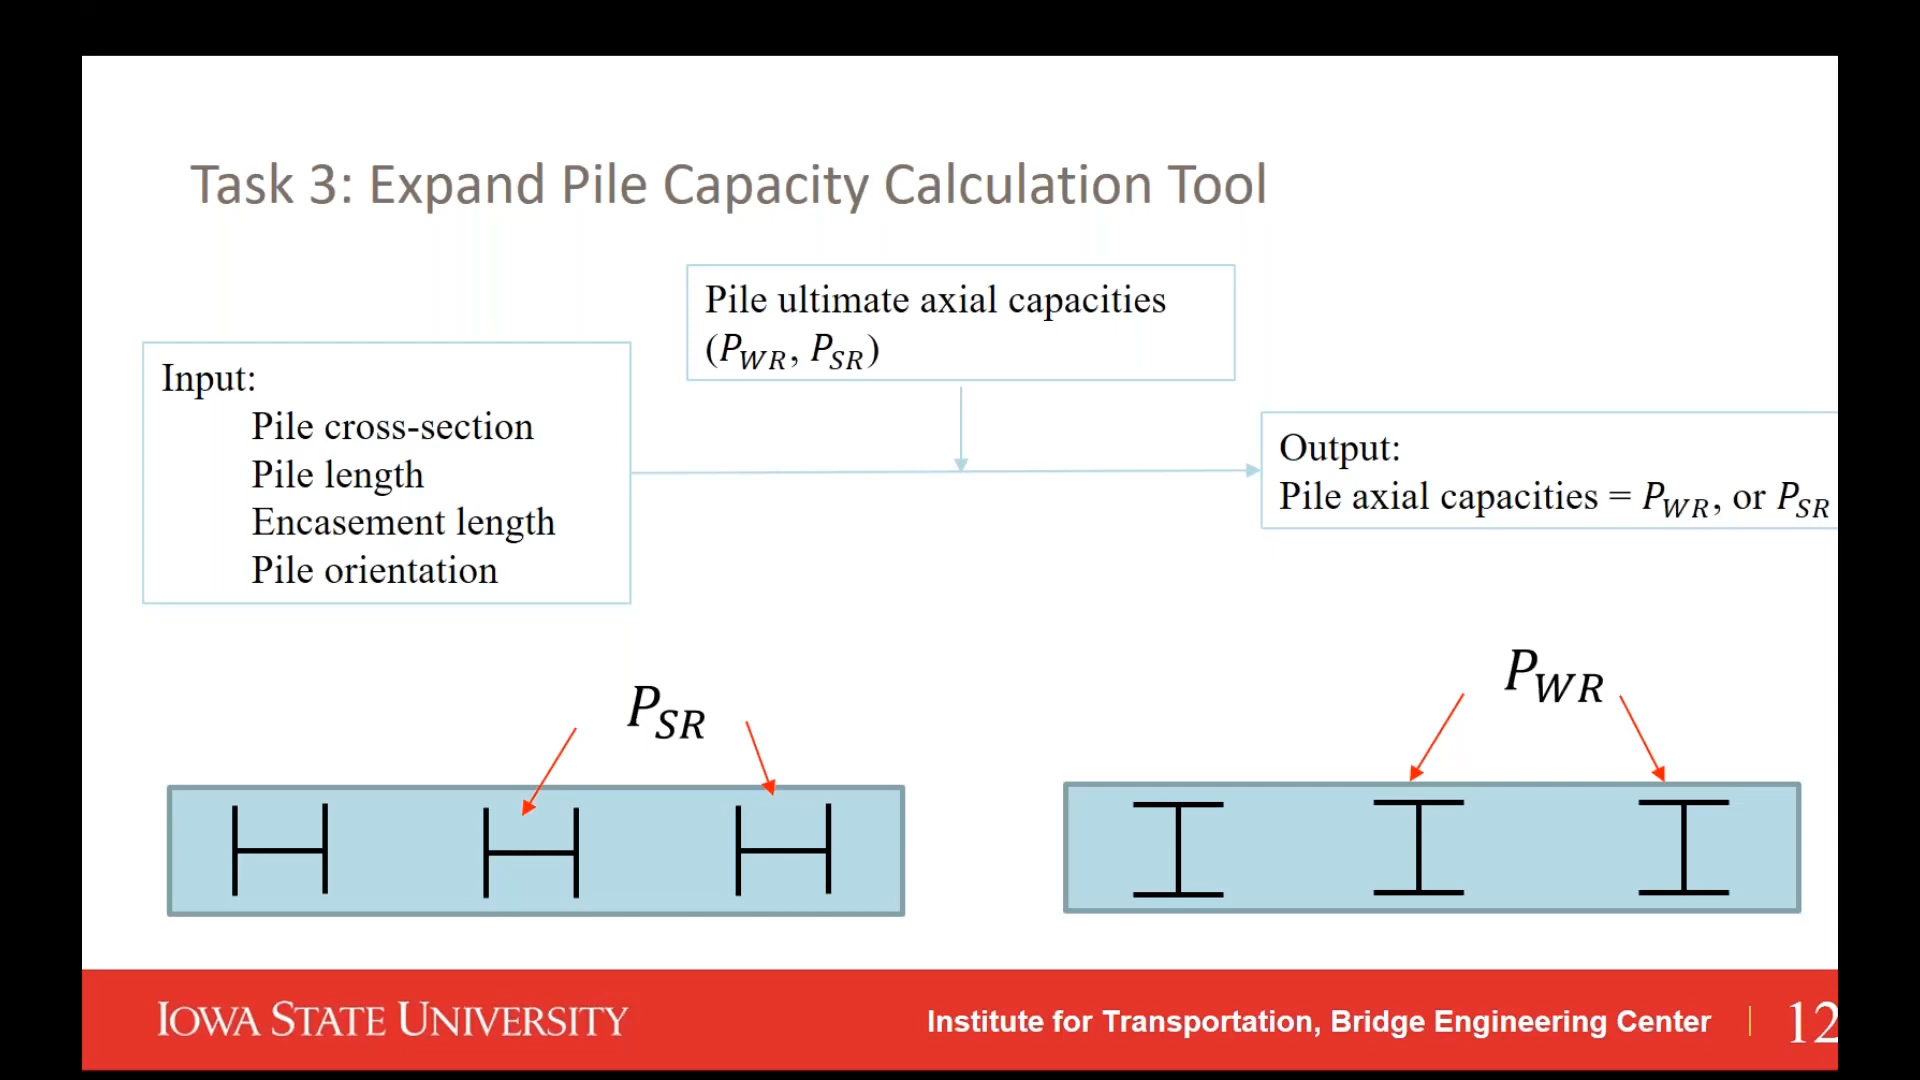 Task 3: Expand Pile Capacity Calculation Tool
Pile ultimate axial capacities
(P_WR, P_SR)
Input:
Pile cross-section
Pile length
Encasement length
Pile orientation
Output:
Pile axial capacities = P_WR, or P_SR
P_SR
P_WR
IOWA STATE UNIVERSITY
Institute for Transportation, Bridge Engineering Center
12